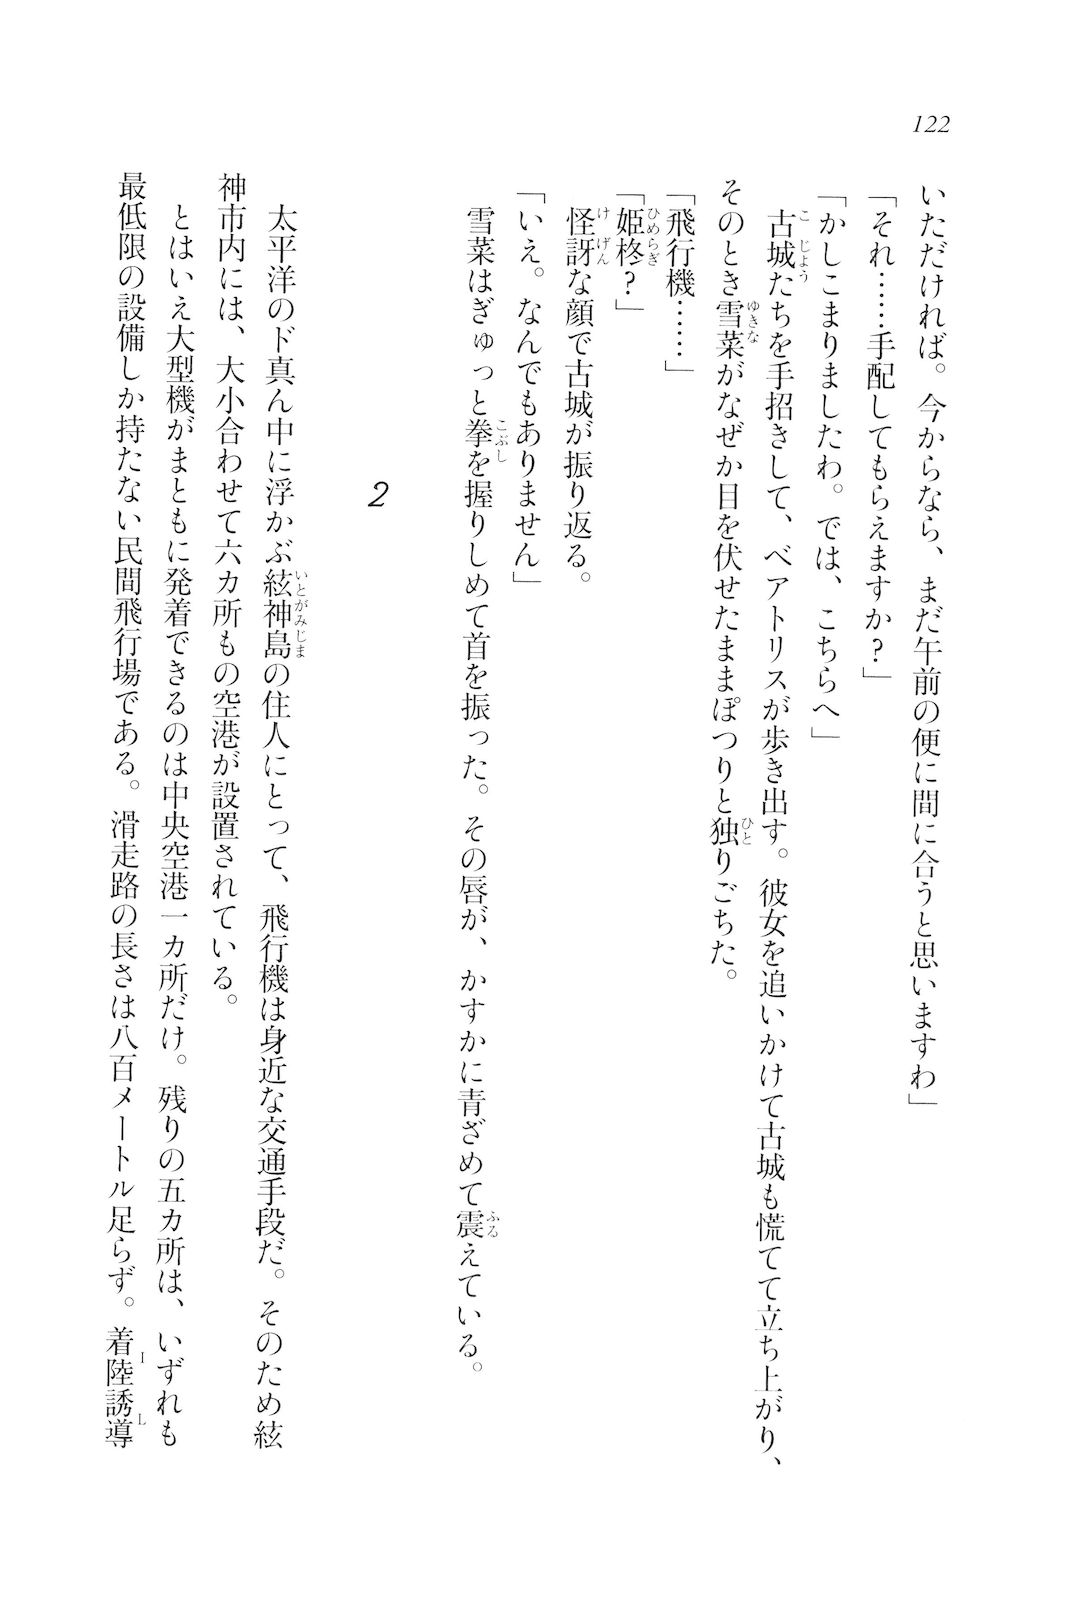 122
いただければ。今からなら、まだ午前の便に間に合うと思いますわ」
「それ……手配してもらえますか？」
「かしこまりましたわ。では、こちらへ」
古城たちを手招きして、ベアトリスが歩き出す。彼女を追いかけて古城も慌てて立ち上がり、
そのとき雪菜がなぜか目を伏せたままぽつりと独りごちた。
「飛行機……」
「姫柊？」
怪訝な顔で古城が振り返る。
「いえ。なんでもありません」
雪菜はぎゅっと拳を握りしめて首を振った。その唇が、かすかに青ざめて震えている。
2
太平洋のド真ん中に浮かぶ絃神島の住人にとって、飛行機は身近な交通手段だ。そのため絃
神市内には、大小合わせて六カ所もの空港が設置されている。
とはいえ大型機がまともに発着できるのは中央空港一カ所だけ。残りの五カ所は、いずれも
最低限の設備しか持たない民間飛行場である。滑走路の長さは八百メートル足らず。着陸誘導